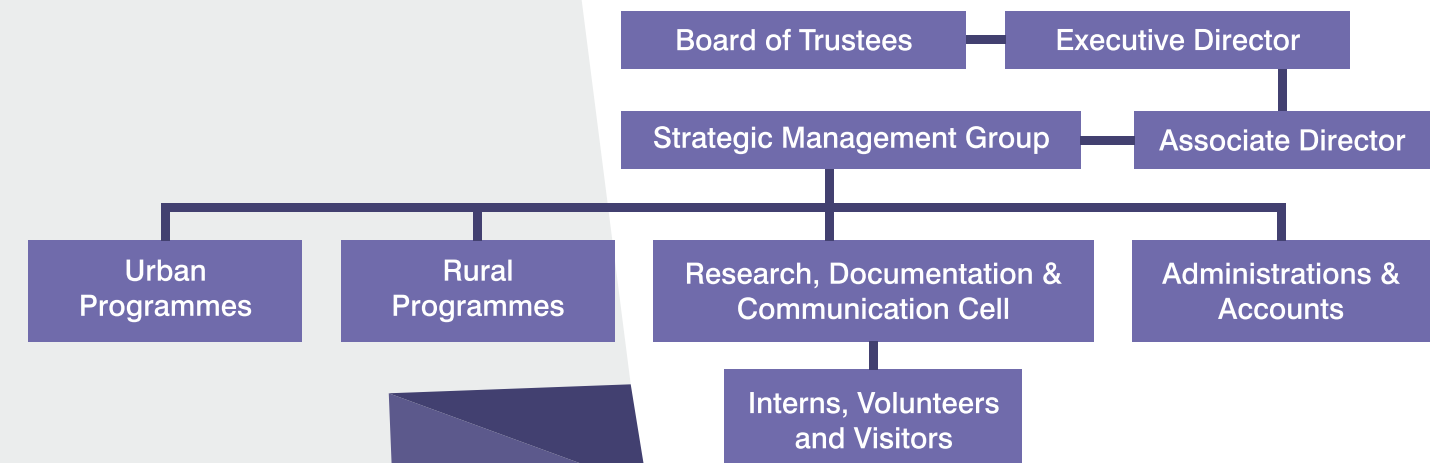 Board of Trustees
Executive Director
Strategic Management Group
Associate Director
Urban
Programmes
Rural
Programmes
Research, Documentation &
Communication Cell
Administrations &
Accounts
Interns, Volunteers
and Visitors